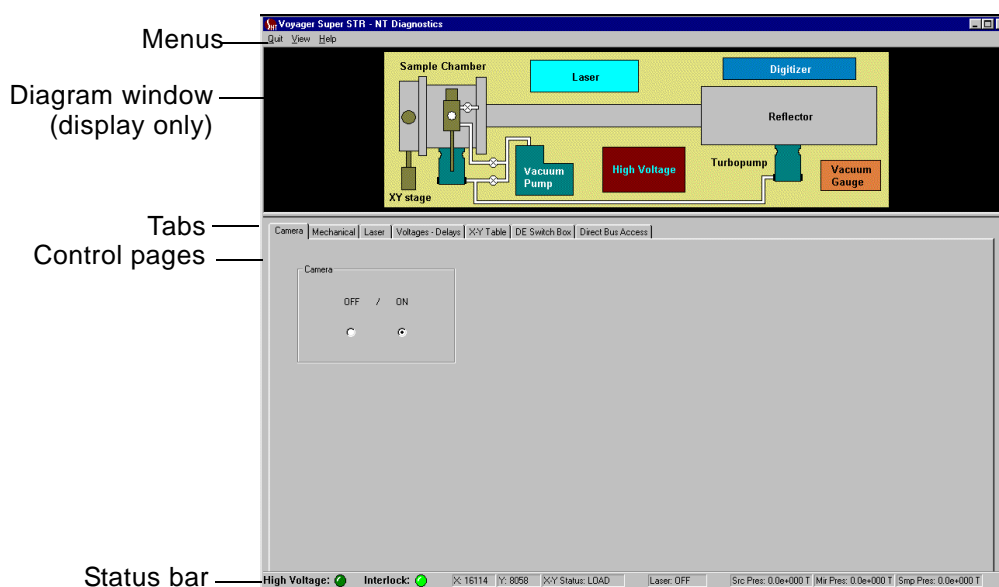 Voyager Super STR - NT Diagnostics
Menus
Quit View Help
Sample Chamber
Laser
Digitizer
Diagram window
(display only)
Reflector
High Voltage
Turbopump
Vacuum
Pump
Vacuum
Gauge
XY stage
Tabs
Camera Mechanical Laser Voltages - Delays X-Y Table DE Switch Box Direct Bus Access
Control pages
Camera
OFF / ON
Status bar
High Voltage: Interlock: X: 16114 Y: 8058 X-Y Status: LOAD Laser: OFF Src Pres: 0.0e+000 T Mir Pres: 0.0e+000 T Smp Pres: 0.0e+000 T